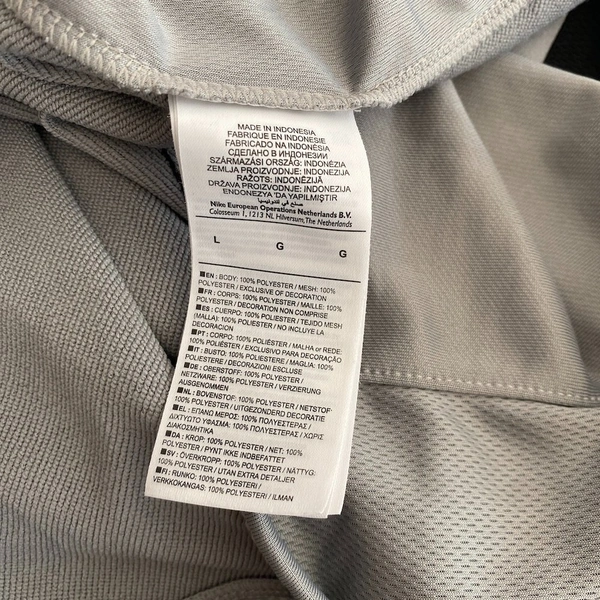 MADE IN INDONESIA
FABRIQUE EN INDONESIE
FABRICADO NA INDONÉSIA
СДЕЛАНО В ИНДОНЕЗИИ
SZÁRMAZÁSI ORSZÁG: INDONÉZIA
ZEMLJA PROIZVODNJE: INDONEZIJA
RAŽOTS: INDONĒZIJĀ
DRŽAVA PROIZVODNJE: INDONEZIJA
ENDONEZYA 'DA YAPILMIŞTIR
صنع في اندونيسيا
Nike European Operations Netherlands B.V.
Colosseum 1, 1213 NL Hilversum, The Netherlands
L G G
EN : BODY: 100% POLYESTER / MESH: 100%
POLYESTER / EXCLUSIVE OF DECORATION
FR : CORPS: 100% POLYESTER / MAILLE: 100%
POLYESTER / DECORATION NON COMPRISE
ES : CUERPO: 100% POLIESTER / TEJIDO MESH
(MALLA): 100% POLIESTER / NO INCLUYE LA
DECORACION
PT : CORPO: 100% POLIÉSTER / MALHA or REDE:
100% POLIÉSTER / EXCLUSIVO PARA DECORAÇÃO
IT : BUSTO: 100% POLIESTERE / MAGLIA: 100%
POLIESTERE / DECORAZIONI ESCLUSE
DE : OBERSTOFF: 100% POLYESTER /
NETZWARE: 100% POLYESTER / VERZIERUNG
AUSGENOMMEN
NL : BOVENSTOF: 100% POLYESTER / NETSTOF:
100% POLYESTER / UITGEZONDERD DECORATIE
EL : ΕΠΑΝΩ ΜΕΡΟΣ: 100% ΠΟΛΥΕΣΤΕΡΑΣ /
ΔΙΧΤΥΩΤΟ ΥΦΑΣΜΑ: 100% ΠΟΛΥΕΣΤΕΡΑΣ / ΧΩΡΙΣ
ΔΙΑΚΟΣΜΗΤΙΚΑ
DA : KROP: 100% POLYESTER / NET: 100%
POLYESTER / PYNT IKKE INDBEFATTET
SV : ÖVERKROPP: 100% POLYESTER / NÄTTYG:
100% POLYESTER / UTAN EXTRA DETALJER
FI : RUNKO: 100% POLYESTERI /
VERKKOKANGAS: 100% POLYESTERI / ILMAN